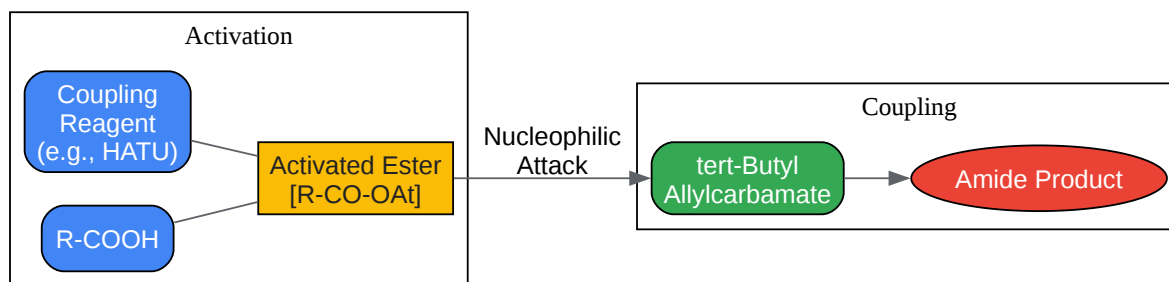 Activation
Coupling
Reagent
(e.g., HATU)
R-COOH
Activated Ester
[R-CO-OAt]
Nucleophilic
Attack
Coupling
tert-Butyl
Allylcarbamate
Amide Product